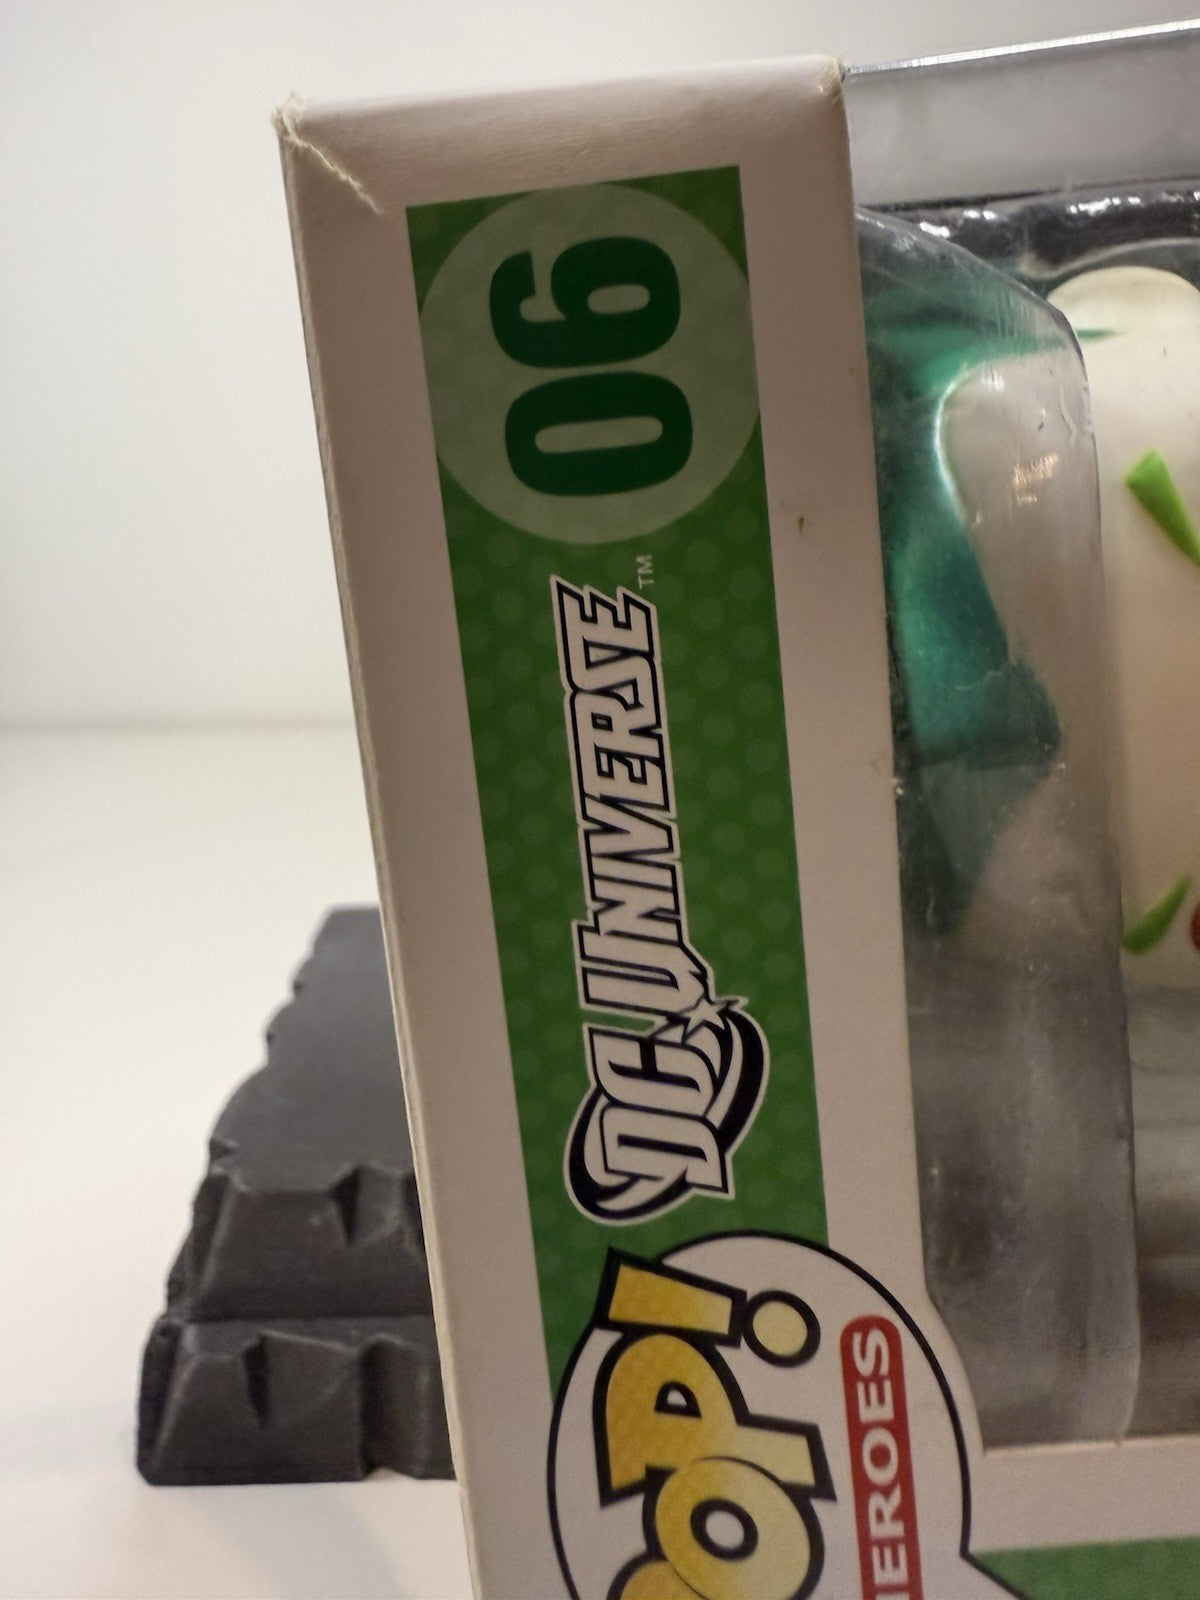 06
DC UNIVERSE™
POP!
HEROES